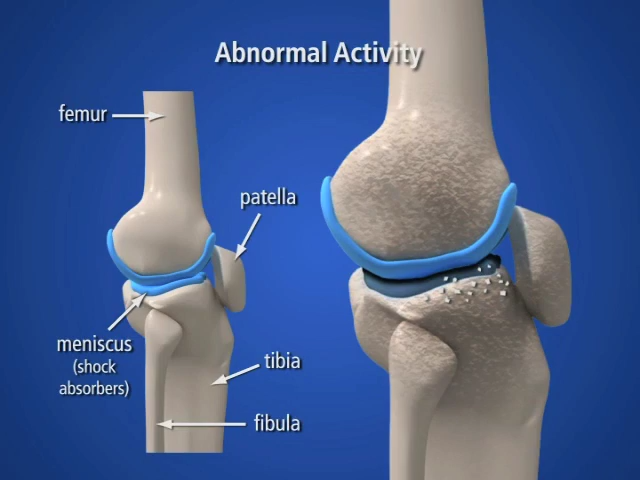 Abnormal Activity
femur
patella
meniscus
(shock
absorbers)
tibia
fibula